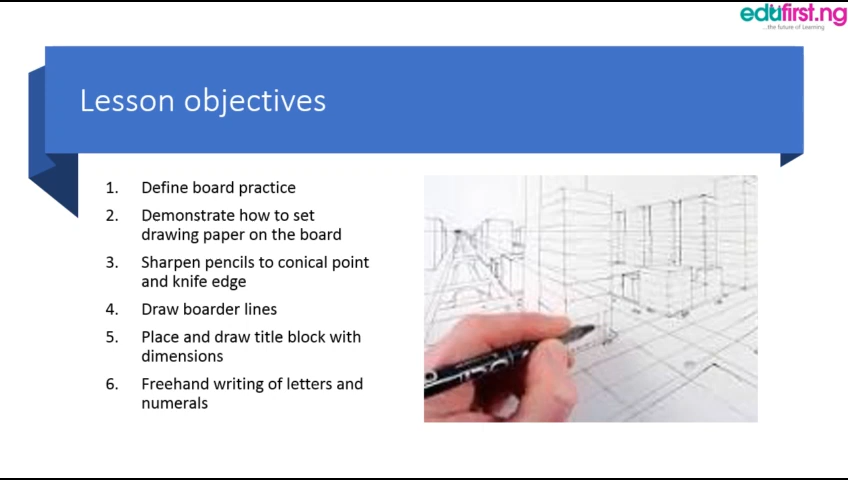 edufirst.ng
...the future of Learning
Lesson objectives
1. Define board practice
2. Demonstrate how to set
drawing paper on the board
3. Sharpen pencils to conical point
and knife edge
4. Draw boarder lines
5. Place and draw title block with
dimensions
6. Freehand writing of letters and
numerals